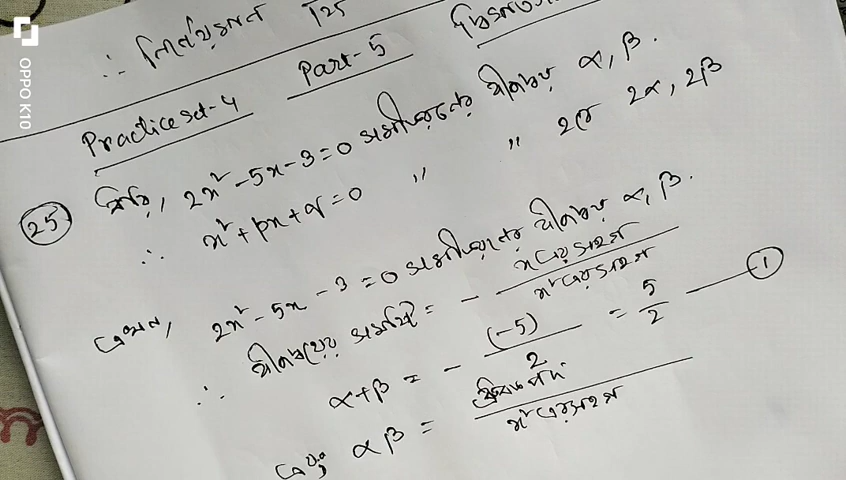 OPPO K10
∴ নির্ণেয়মান 125
Practice set-4 Part-5
25 ধরি, 2x² - 5x - 3 = 0 সমীকরণের বীজদ্বয় α, β.
∴ x² + px + q = 0 " " হবে 2α, 2β
এখন, 2x² - 5x - 3 = 0 সমীকরণের বীজদ্বয় α, β.
∴ বীজদ্বয়ের সমষ্টি = - x এর সহগ / x² এর সহগ
α + β = - (-5) / 2 = 5/2 — 1
এবং αβ = ধ্রুবক পদ / x² এর সহগ